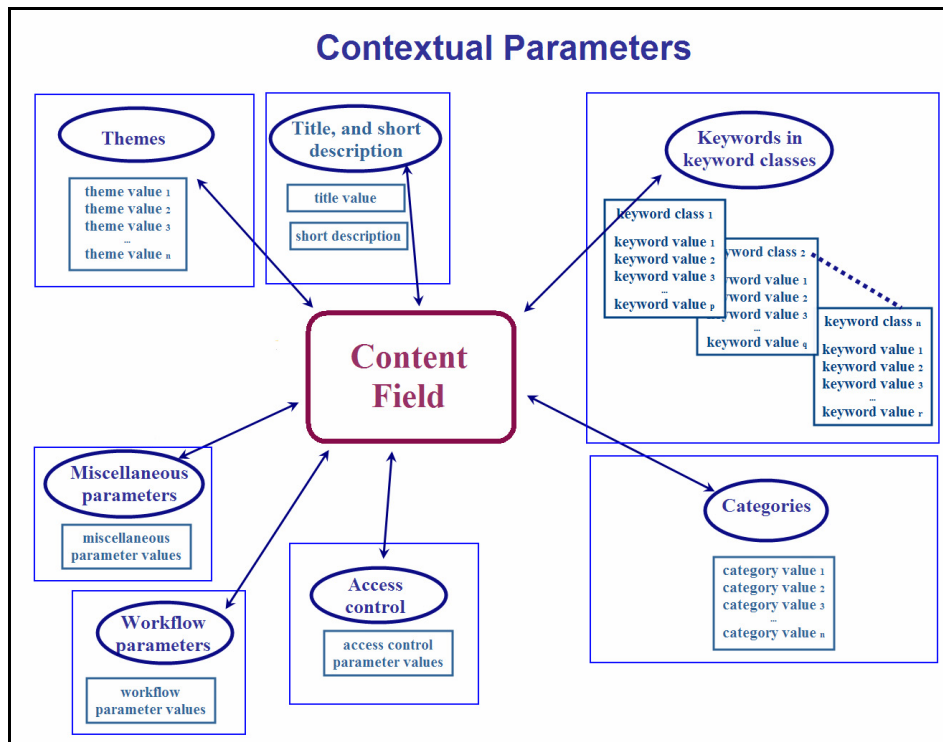 Contextual Parameters
Themes
theme value 1
theme value 2
theme value 3
...
theme value n
Title, and short
description
title value
short description
Keywords in
keyword classes
keyword class 1
keyword value 1
keyword value 2
keyword value 3
...
keyword value p
yword class 2
yword value 1
yword value 2
keyword value 3
...
keyword value q
keyword class n
keyword value 1
keyword value 2
keyword value 3
...
keyword value r
Content
Field
Miscellaneous
parameters
miscellaneous
parameter values
Workflow
parameters
workflow
parameter values
Access
control
access control
parameter values
Categories
category value 1
category value 2
category value 3
...
category value n